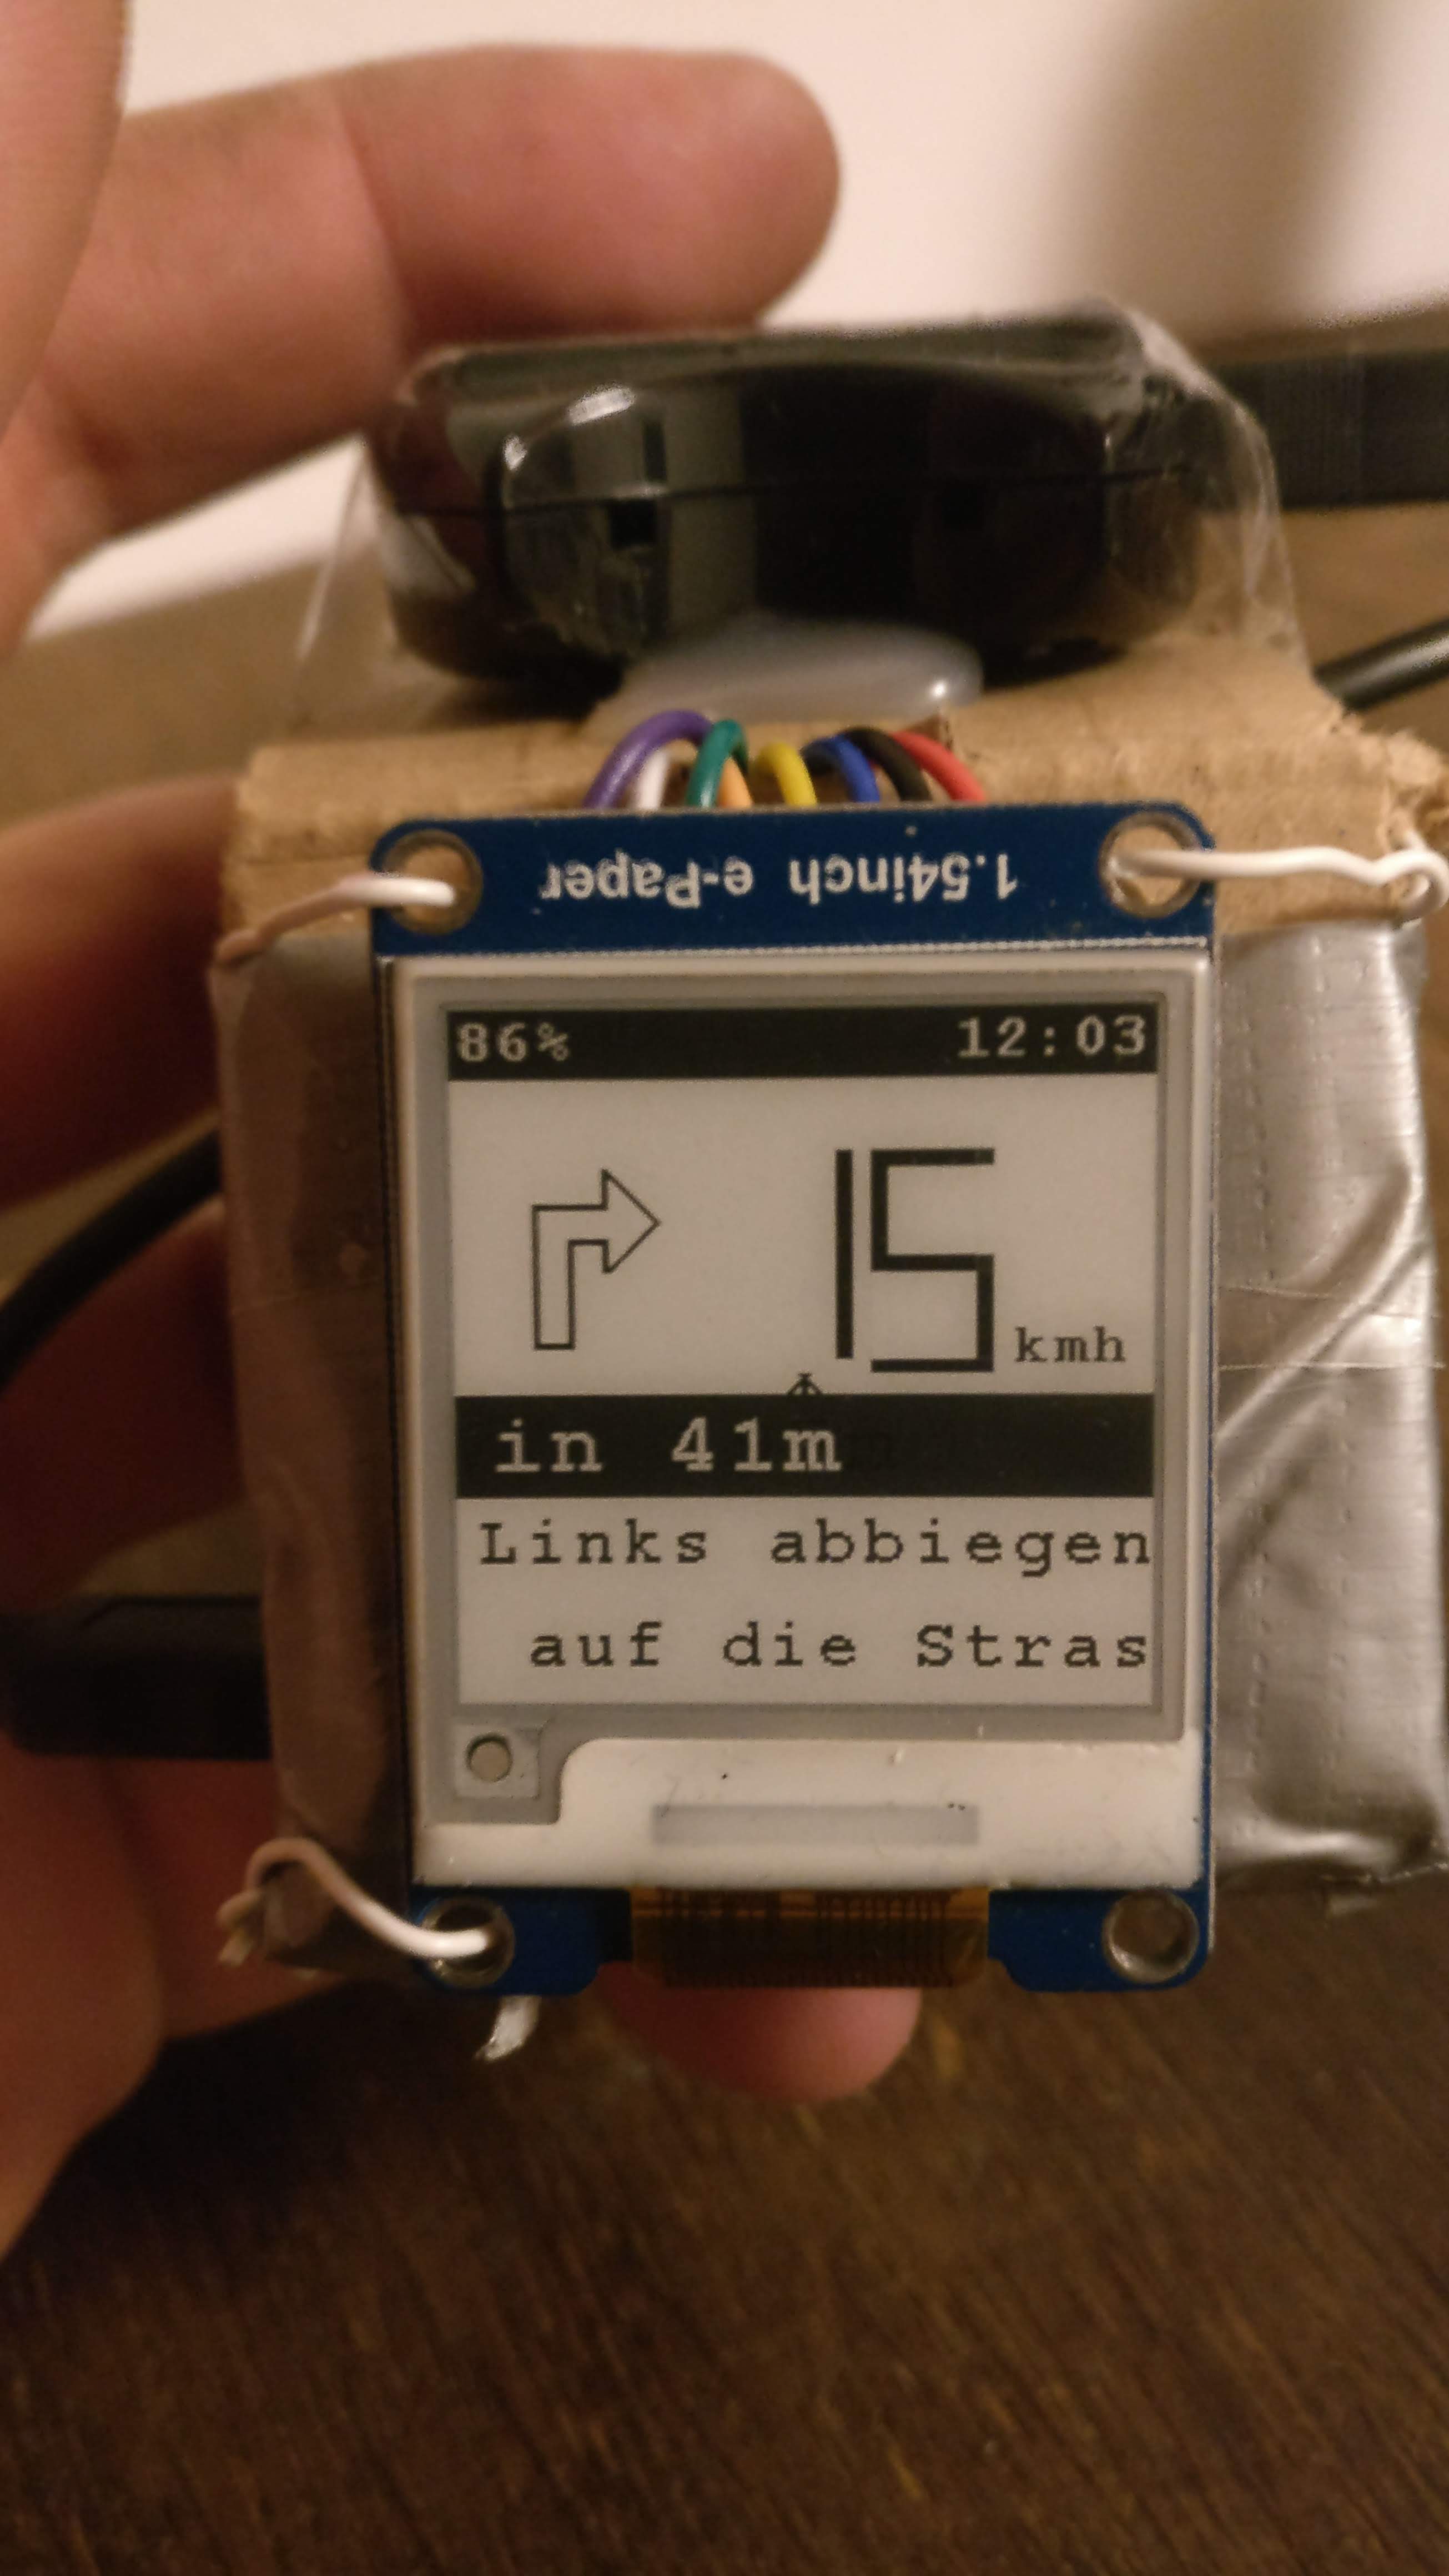 1.54inch e-Paper
86% 12:03
15 kmh
in 41m
Links abbiegen
auf die Stras